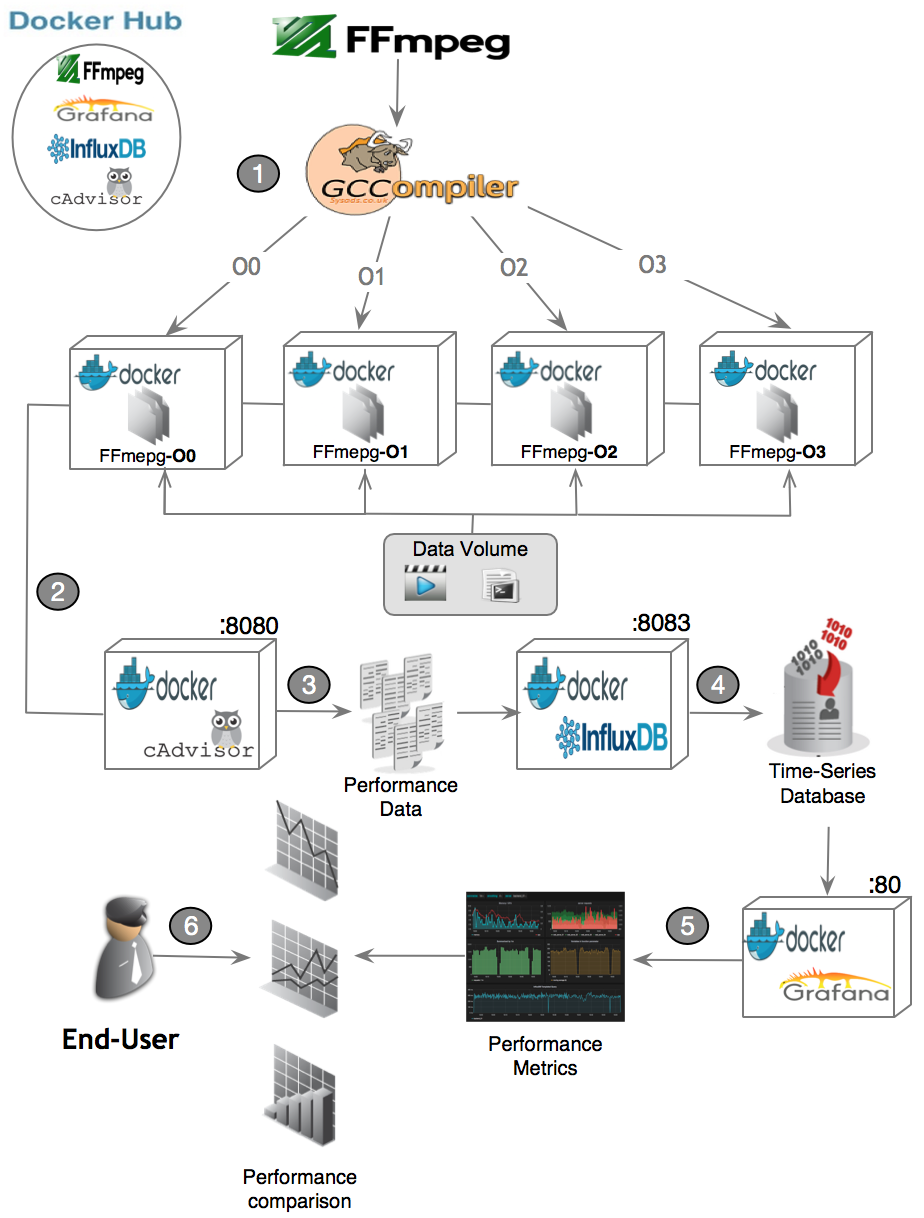 Docker Hub
FFmpeg
Grafana
InfluxDB
cAdvisor
FFmpeg
1
GCCompiler
Sysads.co.uk
O0
O1
O2
O3
docker
FFmepg-O0
docker
FFmepg-O1
docker
FFmepg-O2
docker
FFmepg-O3
Data Volume
2
:8080
docker
cAdvisor
3
Performance
Data
:8083
docker
InfluxDB
4
1010
1010
1010
1010
Time-Series
Database
:80
docker
Grafana
5
Performance
Metrics
6
End-User
Performance
comparison